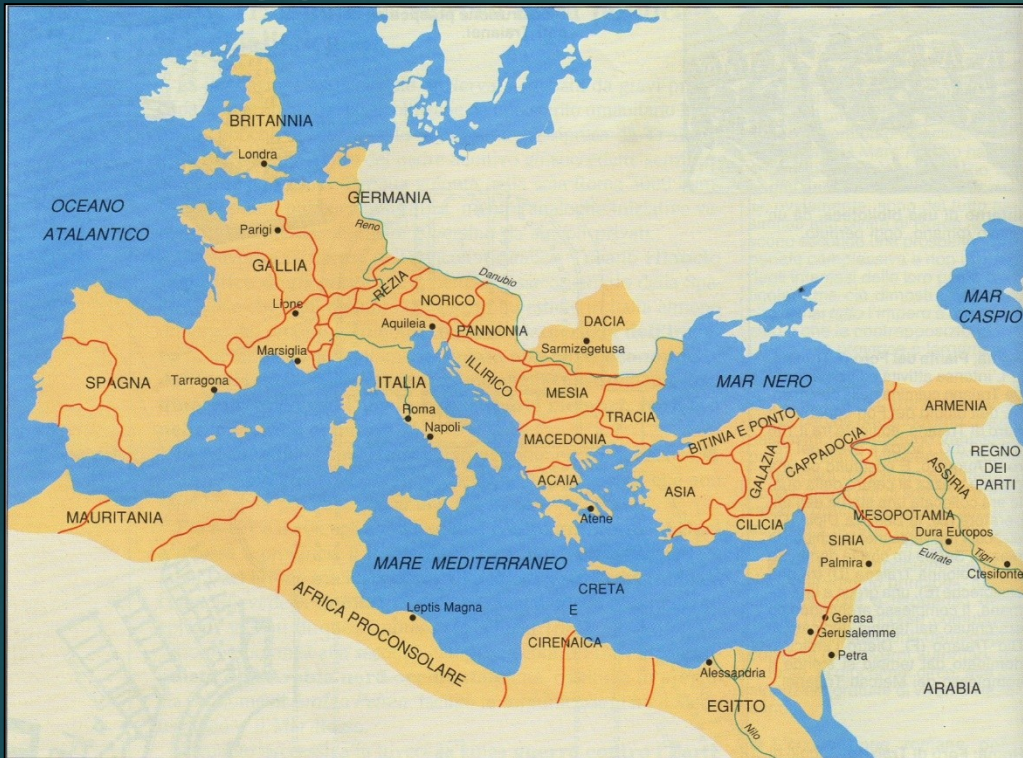 BRITANNIA
Londra
OCEANO
ATALANTICO
GERMANIA
Reno
Parigi
GALLIA
REZIA
Danubio
NORICO
Lione
Aquileia
PANNONIA
DACIA
Sarmizegetusa
MAR
CASPIO
Marsiglia
SPAGNA
Tarragona
ITALIA
ILLIRICO
MESIA
MAR NERO
Roma
Napoli
TRACIA
MACEDONIA
BITINIA E PONTO
ARMENIA
GALAZIA
CAPPADOCIA
REGNO
DEI
PARTI
ASSIRIA
ACAIA
ASIA
Atene
CILICIA
MESOPOTAMIA
Dura Europos
MAURITANIA
SIRIA
Eufrate
Tigri
Palmira
Ctesifonte
MARE MEDITERRANEO
CRETA
E
CIRENAICA
AFRICA PROCONSOLARE
Leptis Magna
Gerasa
Gerusalemme
Petra
Alessandria
ARABIA
EGITTO
Nilo